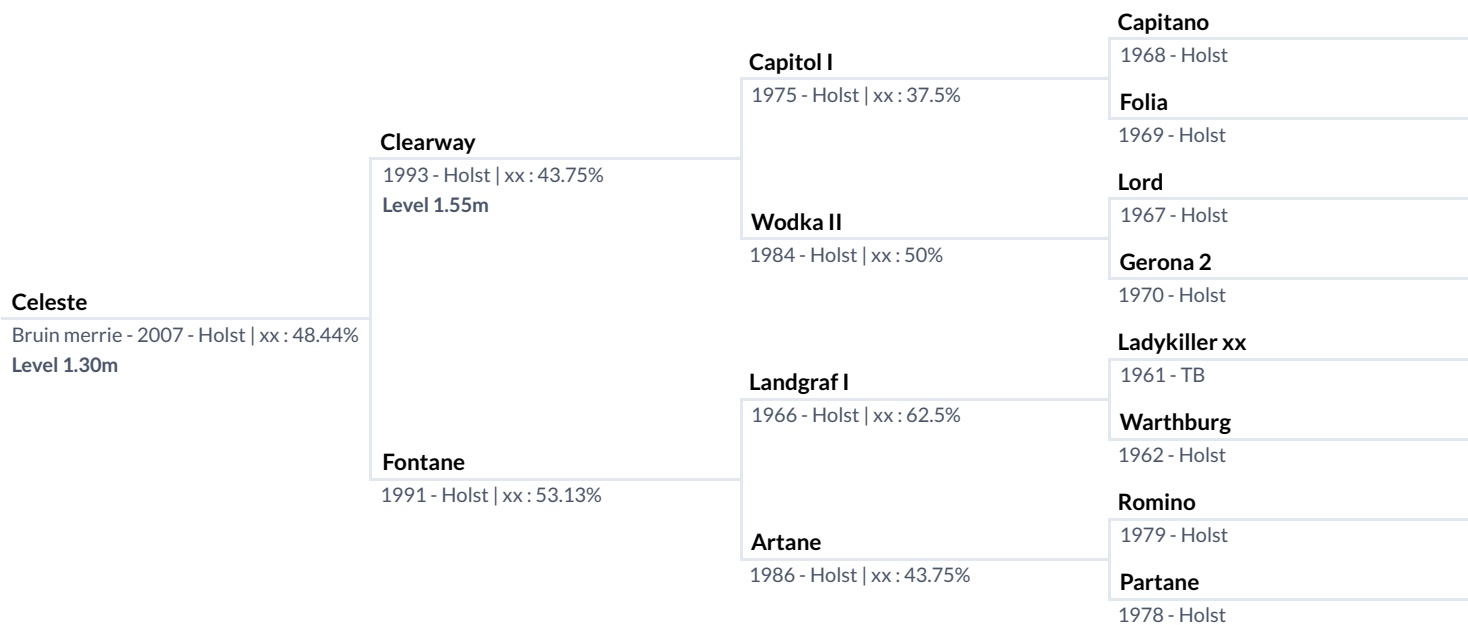 Capitano
1968 - Holst
Capitol I
1975 - Holst | xx : 37.5%
Folia
1969 - Holst
Clearway
1993 - Holst | xx : 43.75%
Level 1.55m
Lord
1967 - Holst
Wodka II
1984 - Holst | xx : 50%
Gerona 2
1970 - Holst
Celeste
Bruin merrie - 2007 - Holst | xx : 48.44%
Level 1.30m
Ladykiller xx
1961 - TB
Landgraf I
1966 - Holst | xx : 62.5%
Warthburg
1962 - Holst
Fontane
1991 - Holst | xx : 53.13%
Romino
1979 - Holst
Artane
1986 - Holst | xx : 43.75%
Partane
1978 - Holst